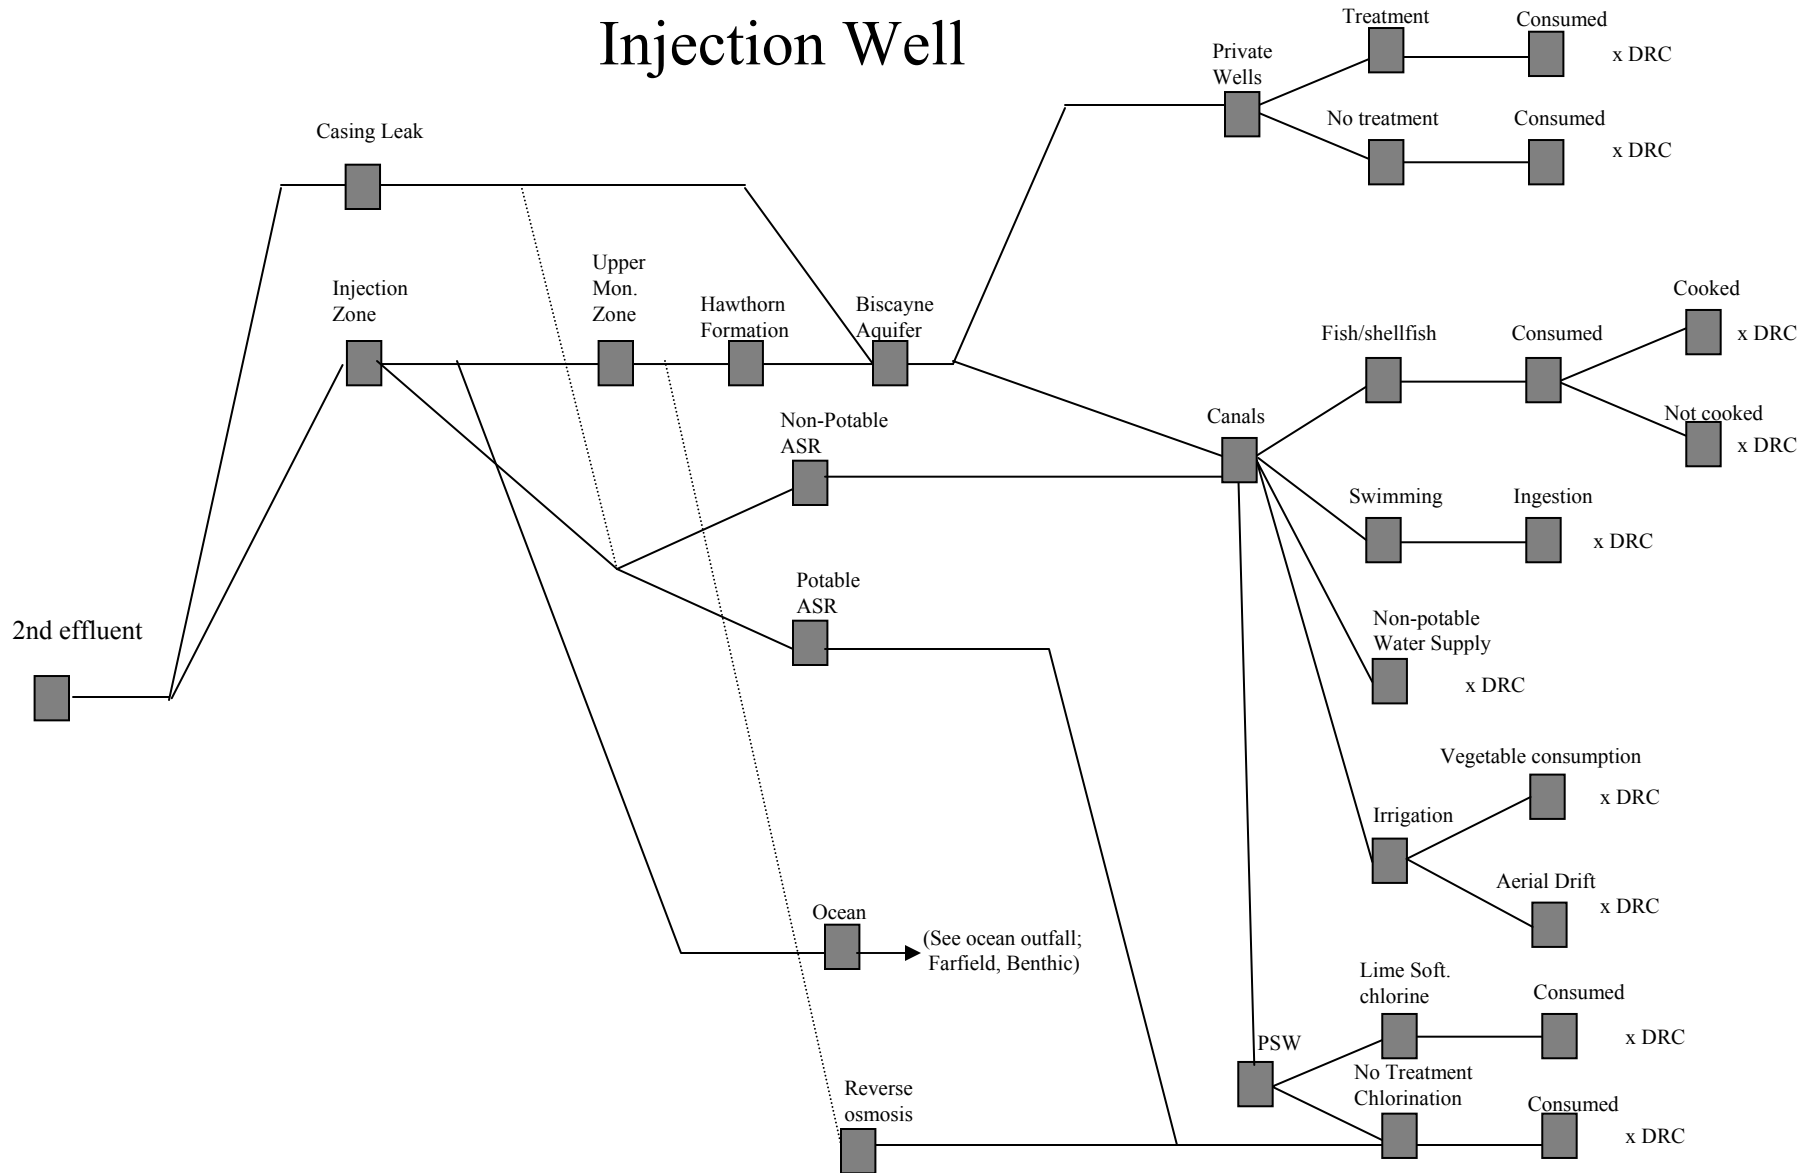 Injection Well
Treatment
Consumed
x DRC
Private
Wells
No treatment
Consumed
x DRC
Casing Leak
Injection
Zone
Upper
Mon.
Zone
Hawthorn
Formation
Biscayne
Aquifer
Fish/shellfish
Consumed
Cooked
x DRC
Not cooked
x DRC
Canals
Non-Potable
ASR
Swimming
Ingestion
x DRC
Potable
ASR
2nd effluent
Non-potable
Water Supply
x DRC
Vegetable consumption
x DRC
Irrigation
Aerial Drift
x DRC
Ocean
(See ocean outfall;
Farfield, Benthic)
Lime Soft.
chlorine
Consumed
x DRC
PSW
No Treatment
Chlorination
Consumed
x DRC
Reverse
osmosis